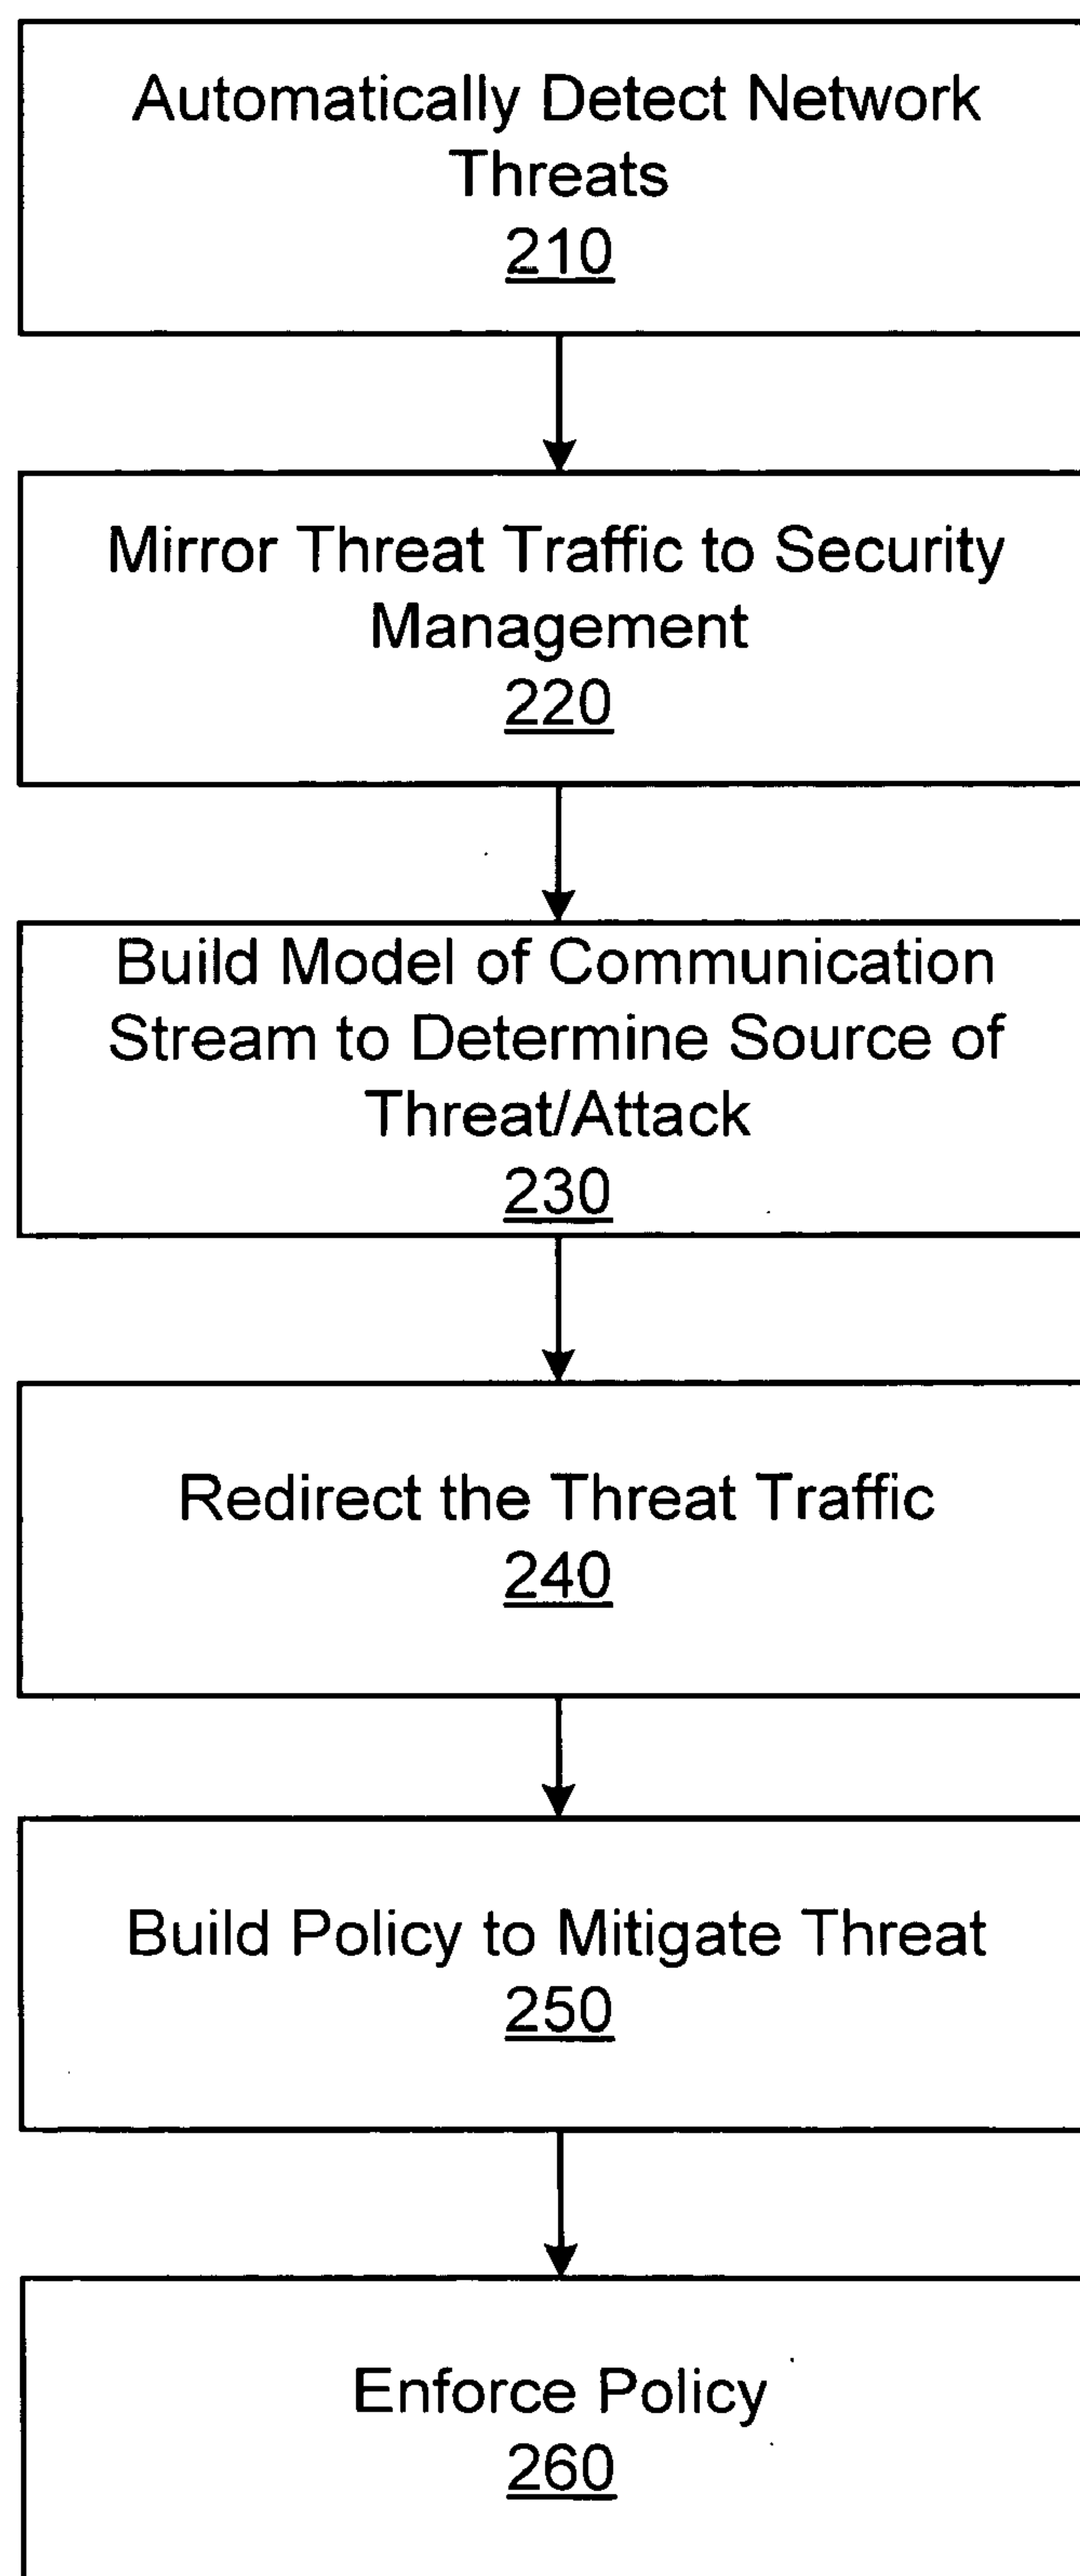 Automatically Detect Network
Threats
210
Mirror Threat Traffic to Security
Management
220
Build Model of Communication
Stream to Determine Source of
Threat/Attack
230
Redirect the Threat Traffic
240
Build Policy to Mitigate Threat
250
Enforce Policy
260